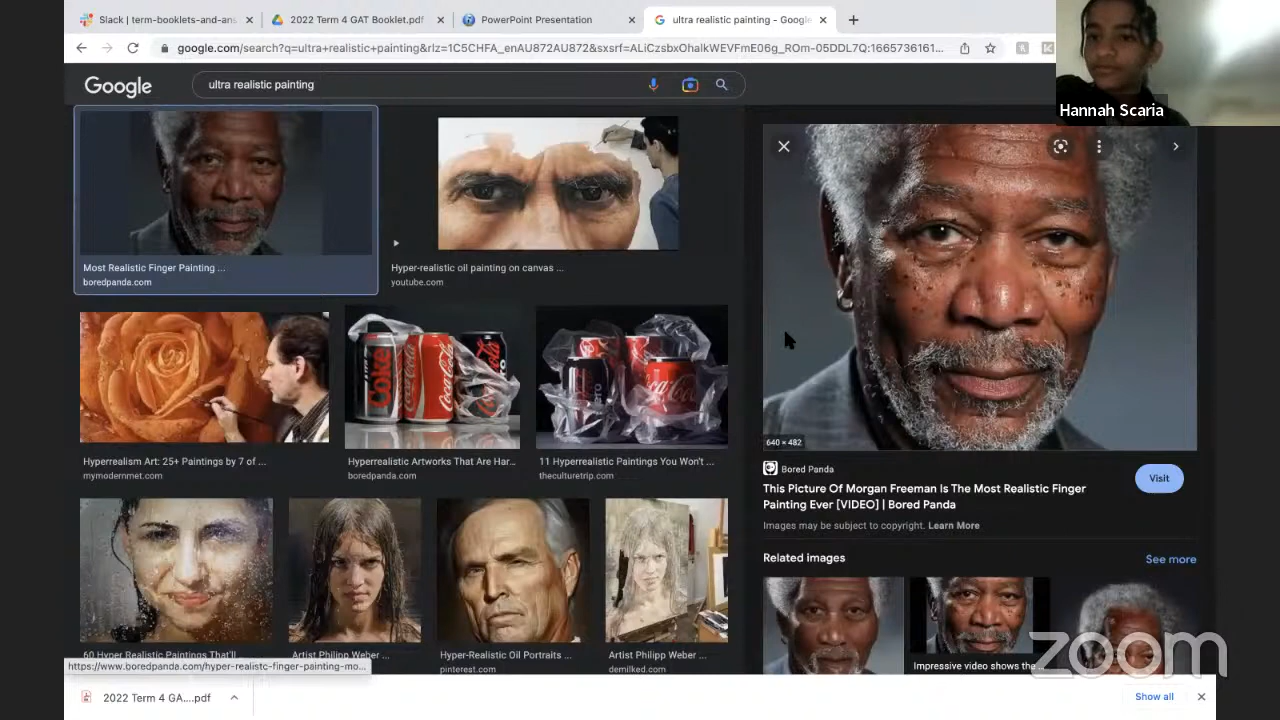 Slack | term-booklets-and-ans
2022 Term 4 GAT Booklet.pdf
PowerPoint Presentation
ultra realistic painting - Google
google.com/search?q=ultra+realistic+painting&rlz=1C5CHFA_enAU872AU872&sxsrf=ALiCzsbxOhalkWEVFmE06g_ROm-05DDL7Q:1665736161...
Google
ultra realistic painting
Hannah Scaria
Most Realistic Finger Painting ...
boredpanda.com
Hyper-realistic oil painting on canvas ...
youtube.com
Coke
Coca-Cola
Coca-Cola
Hyperrealism Art: 25+ Paintings by 7 of ...
mymodernmet.com
Hyperrealistic Artworks That Are Har...
boredpanda.com
11 Hyperrealistic Paintings You Won't ...
theculturetrip.com
640 × 482
Bored Panda
This Picture Of Morgan Freeman Is The Most Realistic Finger
Painting Ever [VIDEO] | Bored Panda
Visit
Images may be subject to copyright. Learn More
Related images
See more
60 Hyper Realistic Paintings That'll
Artist Philipp Weber ...
Hyper-Realistic Oil Portraits ...
pinterest.com
Artist Philipp Weber ...
demilked.com
Impressive video shows the ...
zoom
https://www.boredpanda.com/hyper-realistc-finger-painting-mo...
2022 Term 4 GA....pdf
Show all